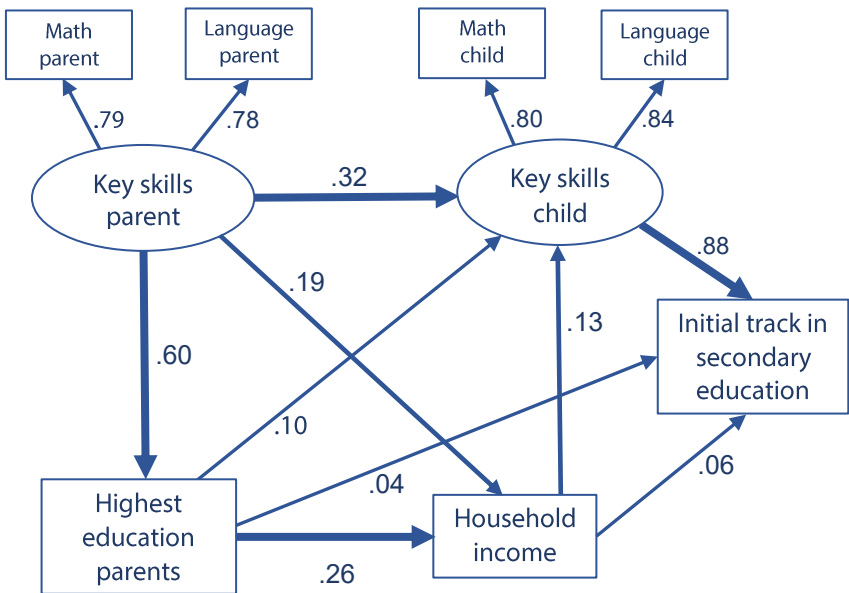 Math
parent
Language
parent
Math
child
Language
child
.79
.78
.80
.84
Key skills
parent
.32
Key skills
child
.88
.19
.60
.13
Initial track in
secondary
education
.10
.04
.06
Highest
education
parents
Household
income
.26